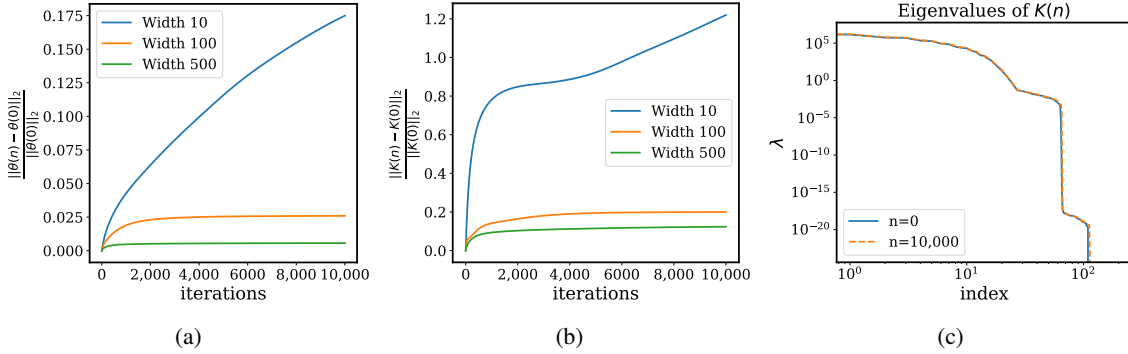 0.175
0.150
0.125
0.100
0.075
0.050
0.025
0.000
||θ(n) − θ(0)||₂
||θ(0)||₂
Width 10
Width 100
Width 500
0 2,000 4,000 6,000 8,000 10,000
iterations
(a)
1.2
1.0
0.8
0.6
0.4
0.2
0.0
||K(n) − K(0)||₂
||K(0)||₂
Width 10
Width 100
Width 500
0 2,000 4,000 6,000 8,000 10,000
iterations
(b)
Eigenvalues of K(n)
10⁵
10⁰
10⁻⁵
10⁻¹⁰
10⁻¹⁵
10⁻²⁰
λ
n=0
n=10,000
10⁰ 10¹ 10²
index
(c)